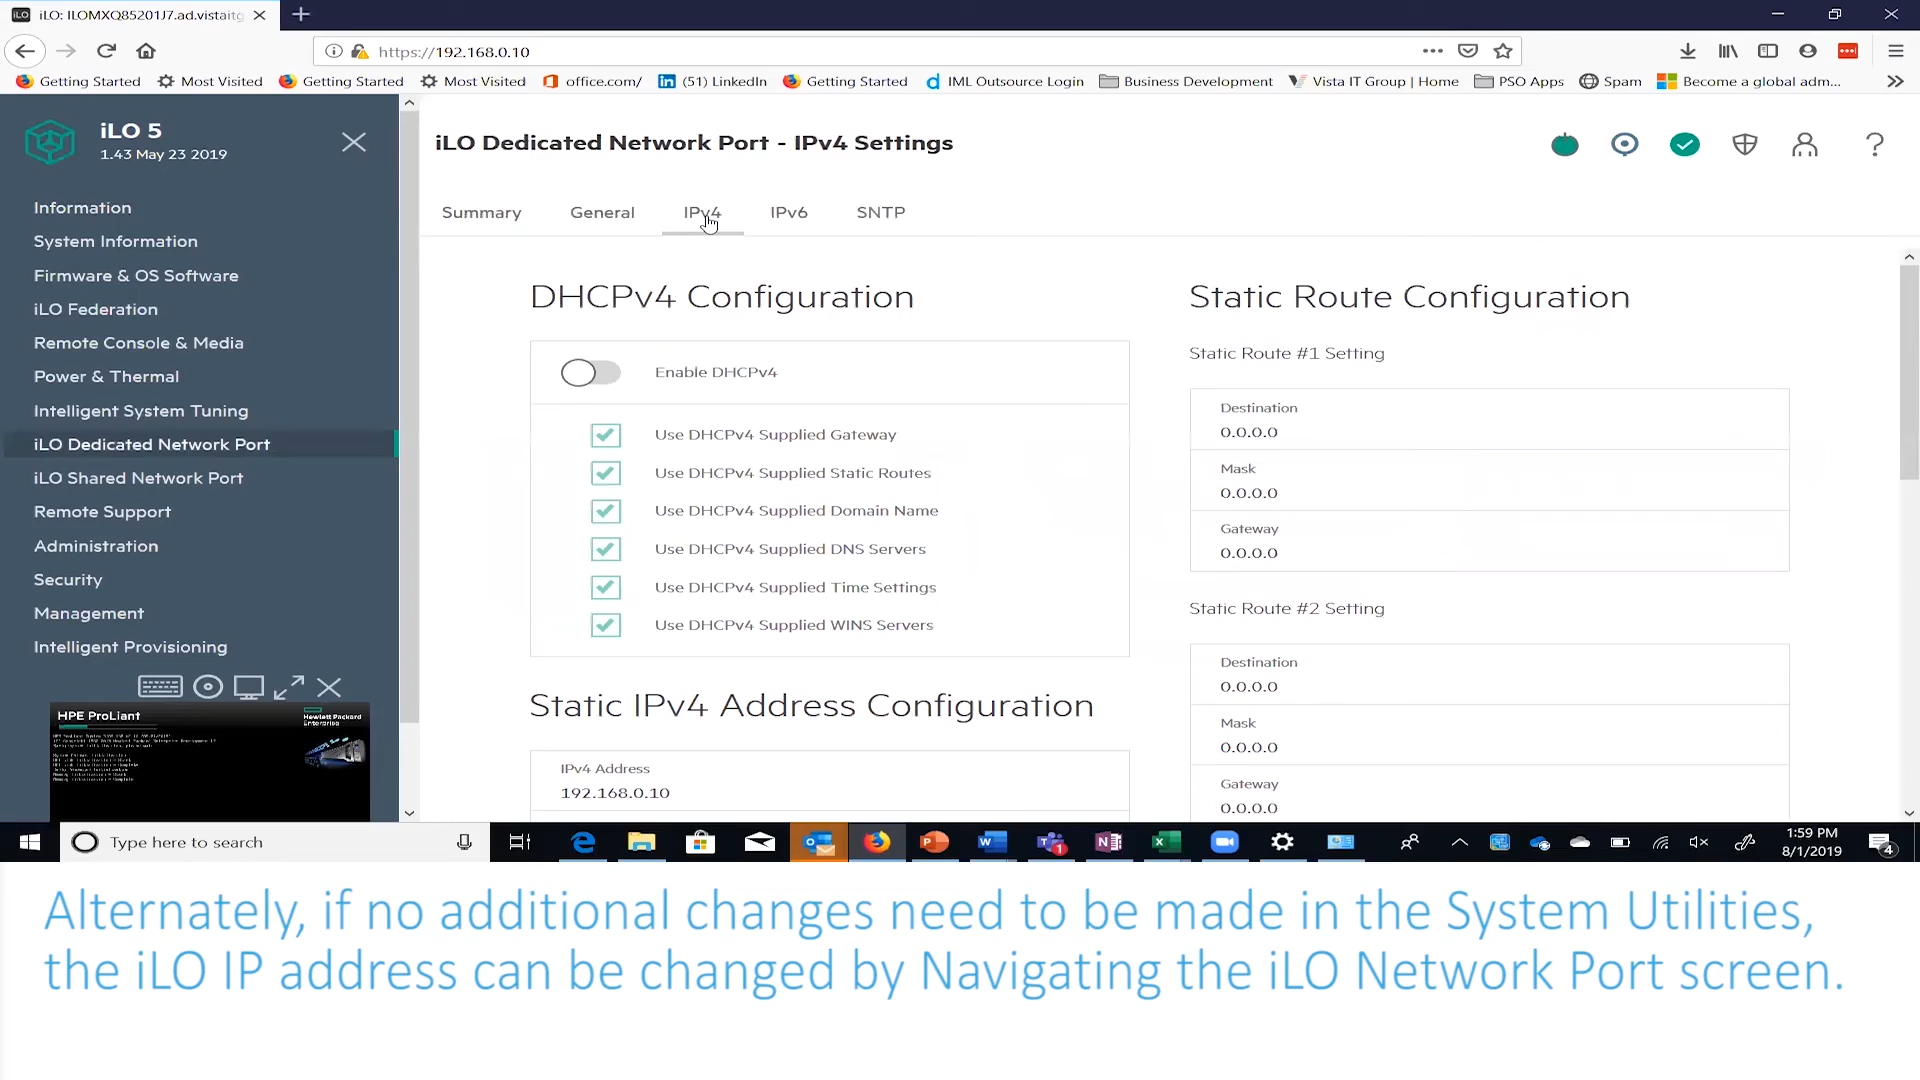 iLO: ILOMXQ85201J7.ad.vistaitg
https://192.168.0.10
Getting Started
Most Visited
Getting Started
Most Visited
office.com/
(51) LinkedIn
Getting Started
IML Outsource Login
Business Development
Vista IT Group | Home
PSO Apps
Spam
Become a global adm...
iLO 5
1.43 May 23 2019
Information
System Information
Firmware & OS Software
iLO Federation
Remote Console & Media
Power & Thermal
Intelligent System Tuning
iLO Dedicated Network Port
iLO Shared Network Port
Remote Support
Administration
Security
Management
Intelligent Provisioning
HPE ProLiant
Hewlett Packard
Enterprise
iLO Dedicated Network Port - IPv4 Settings
Summary
General
IPv4
IPv6
SNTP
DHCPv4 Configuration
Enable DHCPv4
Use DHCPv4 Supplied Gateway
Use DHCPv4 Supplied Static Routes
Use DHCPv4 Supplied Domain Name
Use DHCPv4 Supplied DNS Servers
Use DHCPv4 Supplied Time Settings
Use DHCPv4 Supplied WINS Servers
Static IPv4 Address Configuration
IPv4 Address
192.168.0.10
Static Route Configuration
Static Route #1 Setting
Destination
0.0.0.0
Mask
0.0.0.0
Gateway
0.0.0.0
Static Route #2 Setting
Destination
0.0.0.0
Mask
0.0.0.0
Gateway
0.0.0.0
Type here to search
1:59 PM
8/1/2019
4
Alternately, if no additional changes need to be made in the System Utilities,
the iLO IP address can be changed by Navigating the iLO Network Port screen.